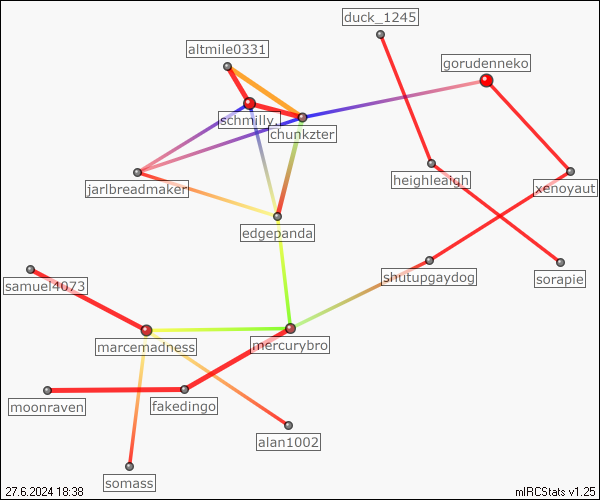 duck_1245
altmile0331
gorudenneko
schmilly.
chunkzter
heighleaigh
xenoyaut
jarlbreadmaker
edgepanda
shutupgaydog
sorapie
samuel4073
marcemadness
mercurybro
moonraven
fakedingo
alan1002
somass
27.6.2024 18:38
mIRCStats v1.25